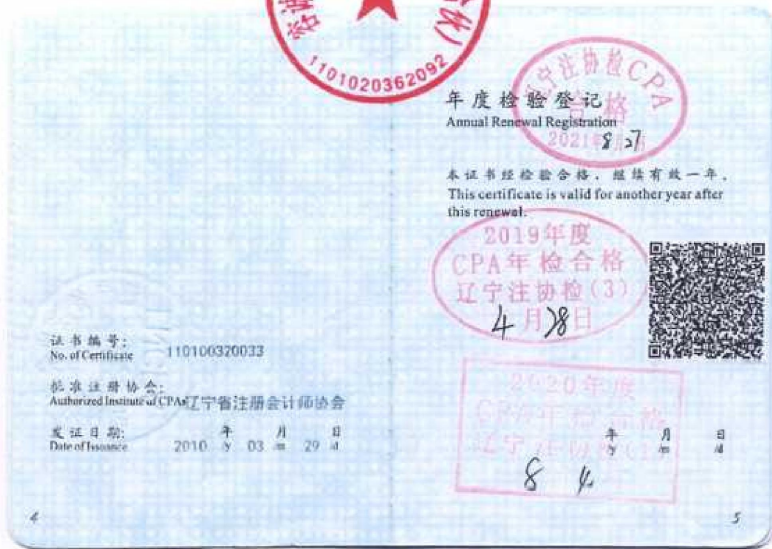 1101020362092
证书编号:
No. of Certificate
110100320033
批准注册协会:
Authorized Institute of CPAs
辽宁省注册会计师协会
发证日期:
Date of Issuance
2010 年 03 月 29 日
/y /m /d
4
年度检验登记
Annual Renewal Registration
辽宁注协检CPA
合格
2021年8月27
本证书经检验合格，继续有效一年。
This certificate is valid for another year after
this renewal.
2019年度
CPA年检合格
辽宁注协检(3)
4月28日
2020年度
CPA年检合格
8 4
年 月 日
/y /m /d
5